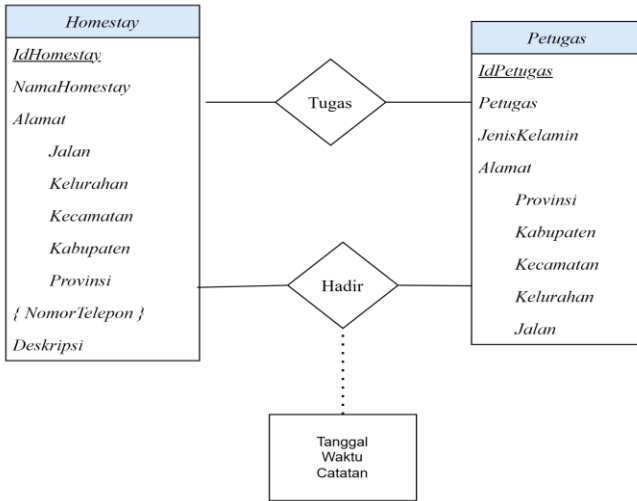 Homestay
IdHomestay
NamaHomestay
Alamat
Jalan
Kelurahan
Kecamatan
Kabupaten
Provinsi
{ NomorTelepon }
Deskripsi
Tugas
Hadir
Tanggal
Waktu
Catatan
Petugas
IdPetugas
Petugas
JenisKelamin
Alamat
Provinsi
Kabupaten
Kecamatan
Kelurahan
Jalan